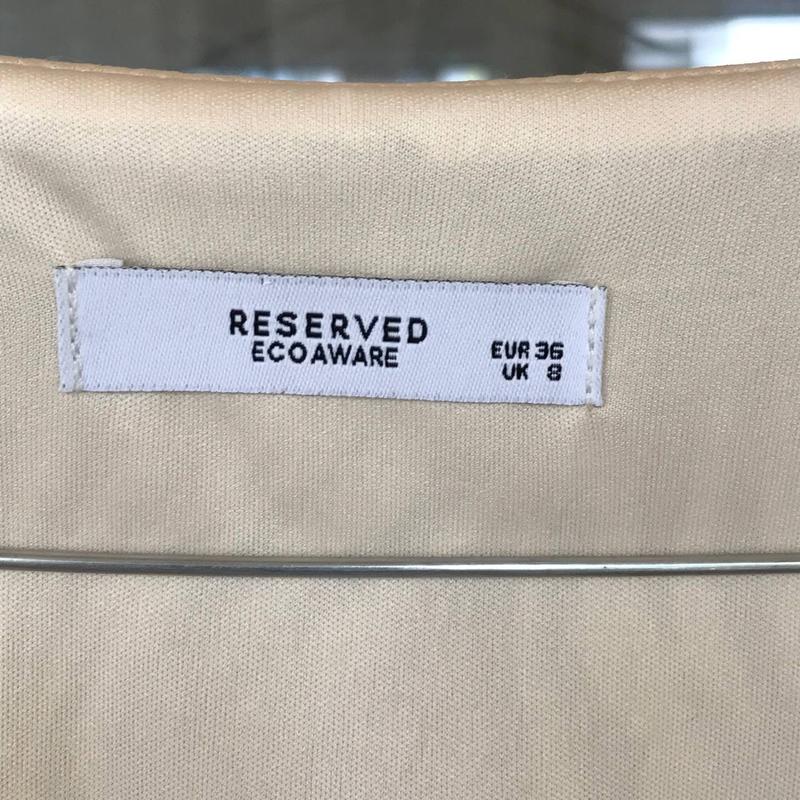 RESERVED
ECOAWARE
EUR 36
UK 8